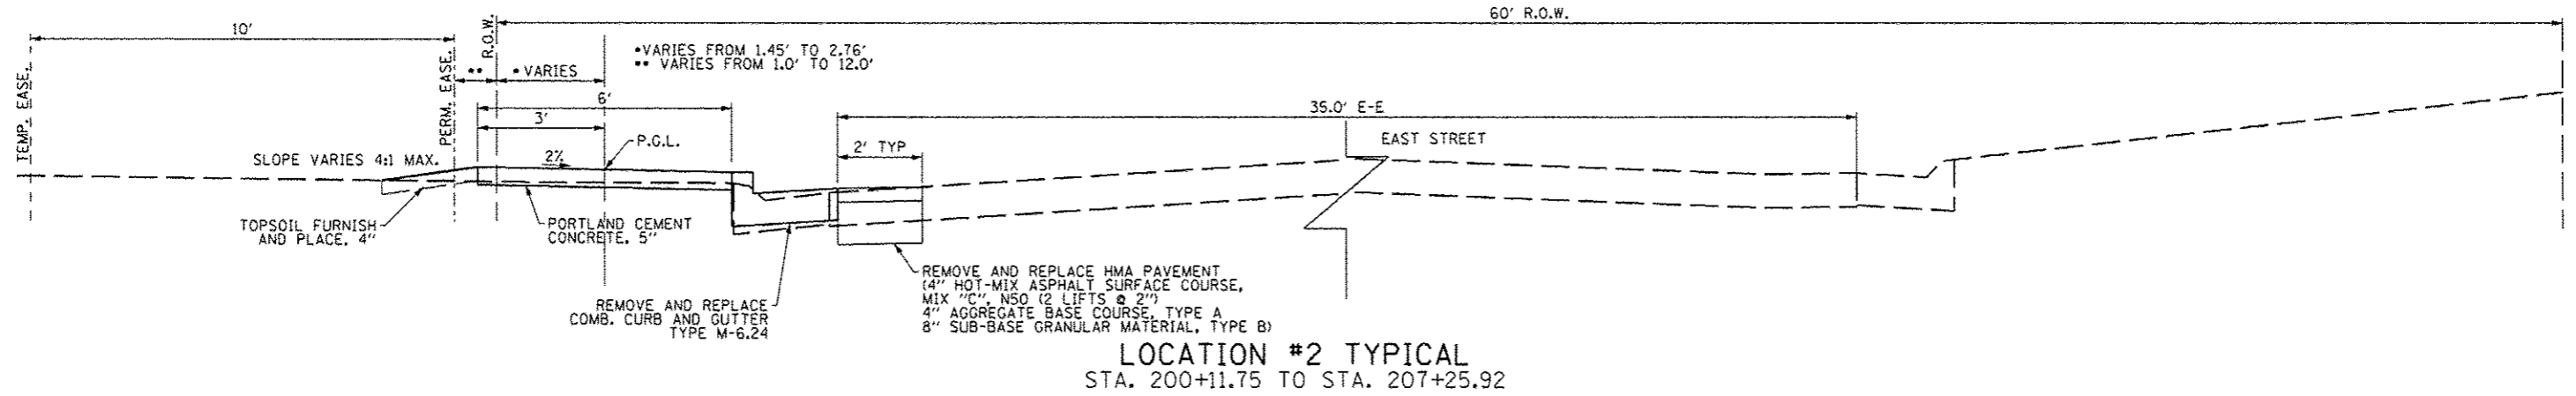 60' R.O.W.
10'
R.O.W.
•VARIES FROM 1.45' TO 2.76'
•• VARIES FROM 1.0' TO 12.0'
TEMP. EASE.
PERM. EASE.
••
• VARIES
6'
35.0' E-E
3'
P.G.L.
EAST STREET
2' TYP
SLOPE VARIES 4:1 MAX.
2%
TOPSOIL FURNISH
AND PLACE, 4"
PORTLAND CEMENT
CONCRETE, 5"
REMOVE AND REPLACE HMA PAVEMENT
(4" HOT-MIX ASPHALT SURFACE COURSE,
MIX "C", N50 (2 LIFTS @ 2")
4" AGGREGATE BASE COURSE, TYPE A
8" SUB-BASE GRANULAR MATERIAL, TYPE B)
REMOVE AND REPLACE
COMB. CURB AND GUTTER
TYPE M-6.24
LOCATION #2 TYPICAL
STA. 200+11.75 TO STA. 207+25.92